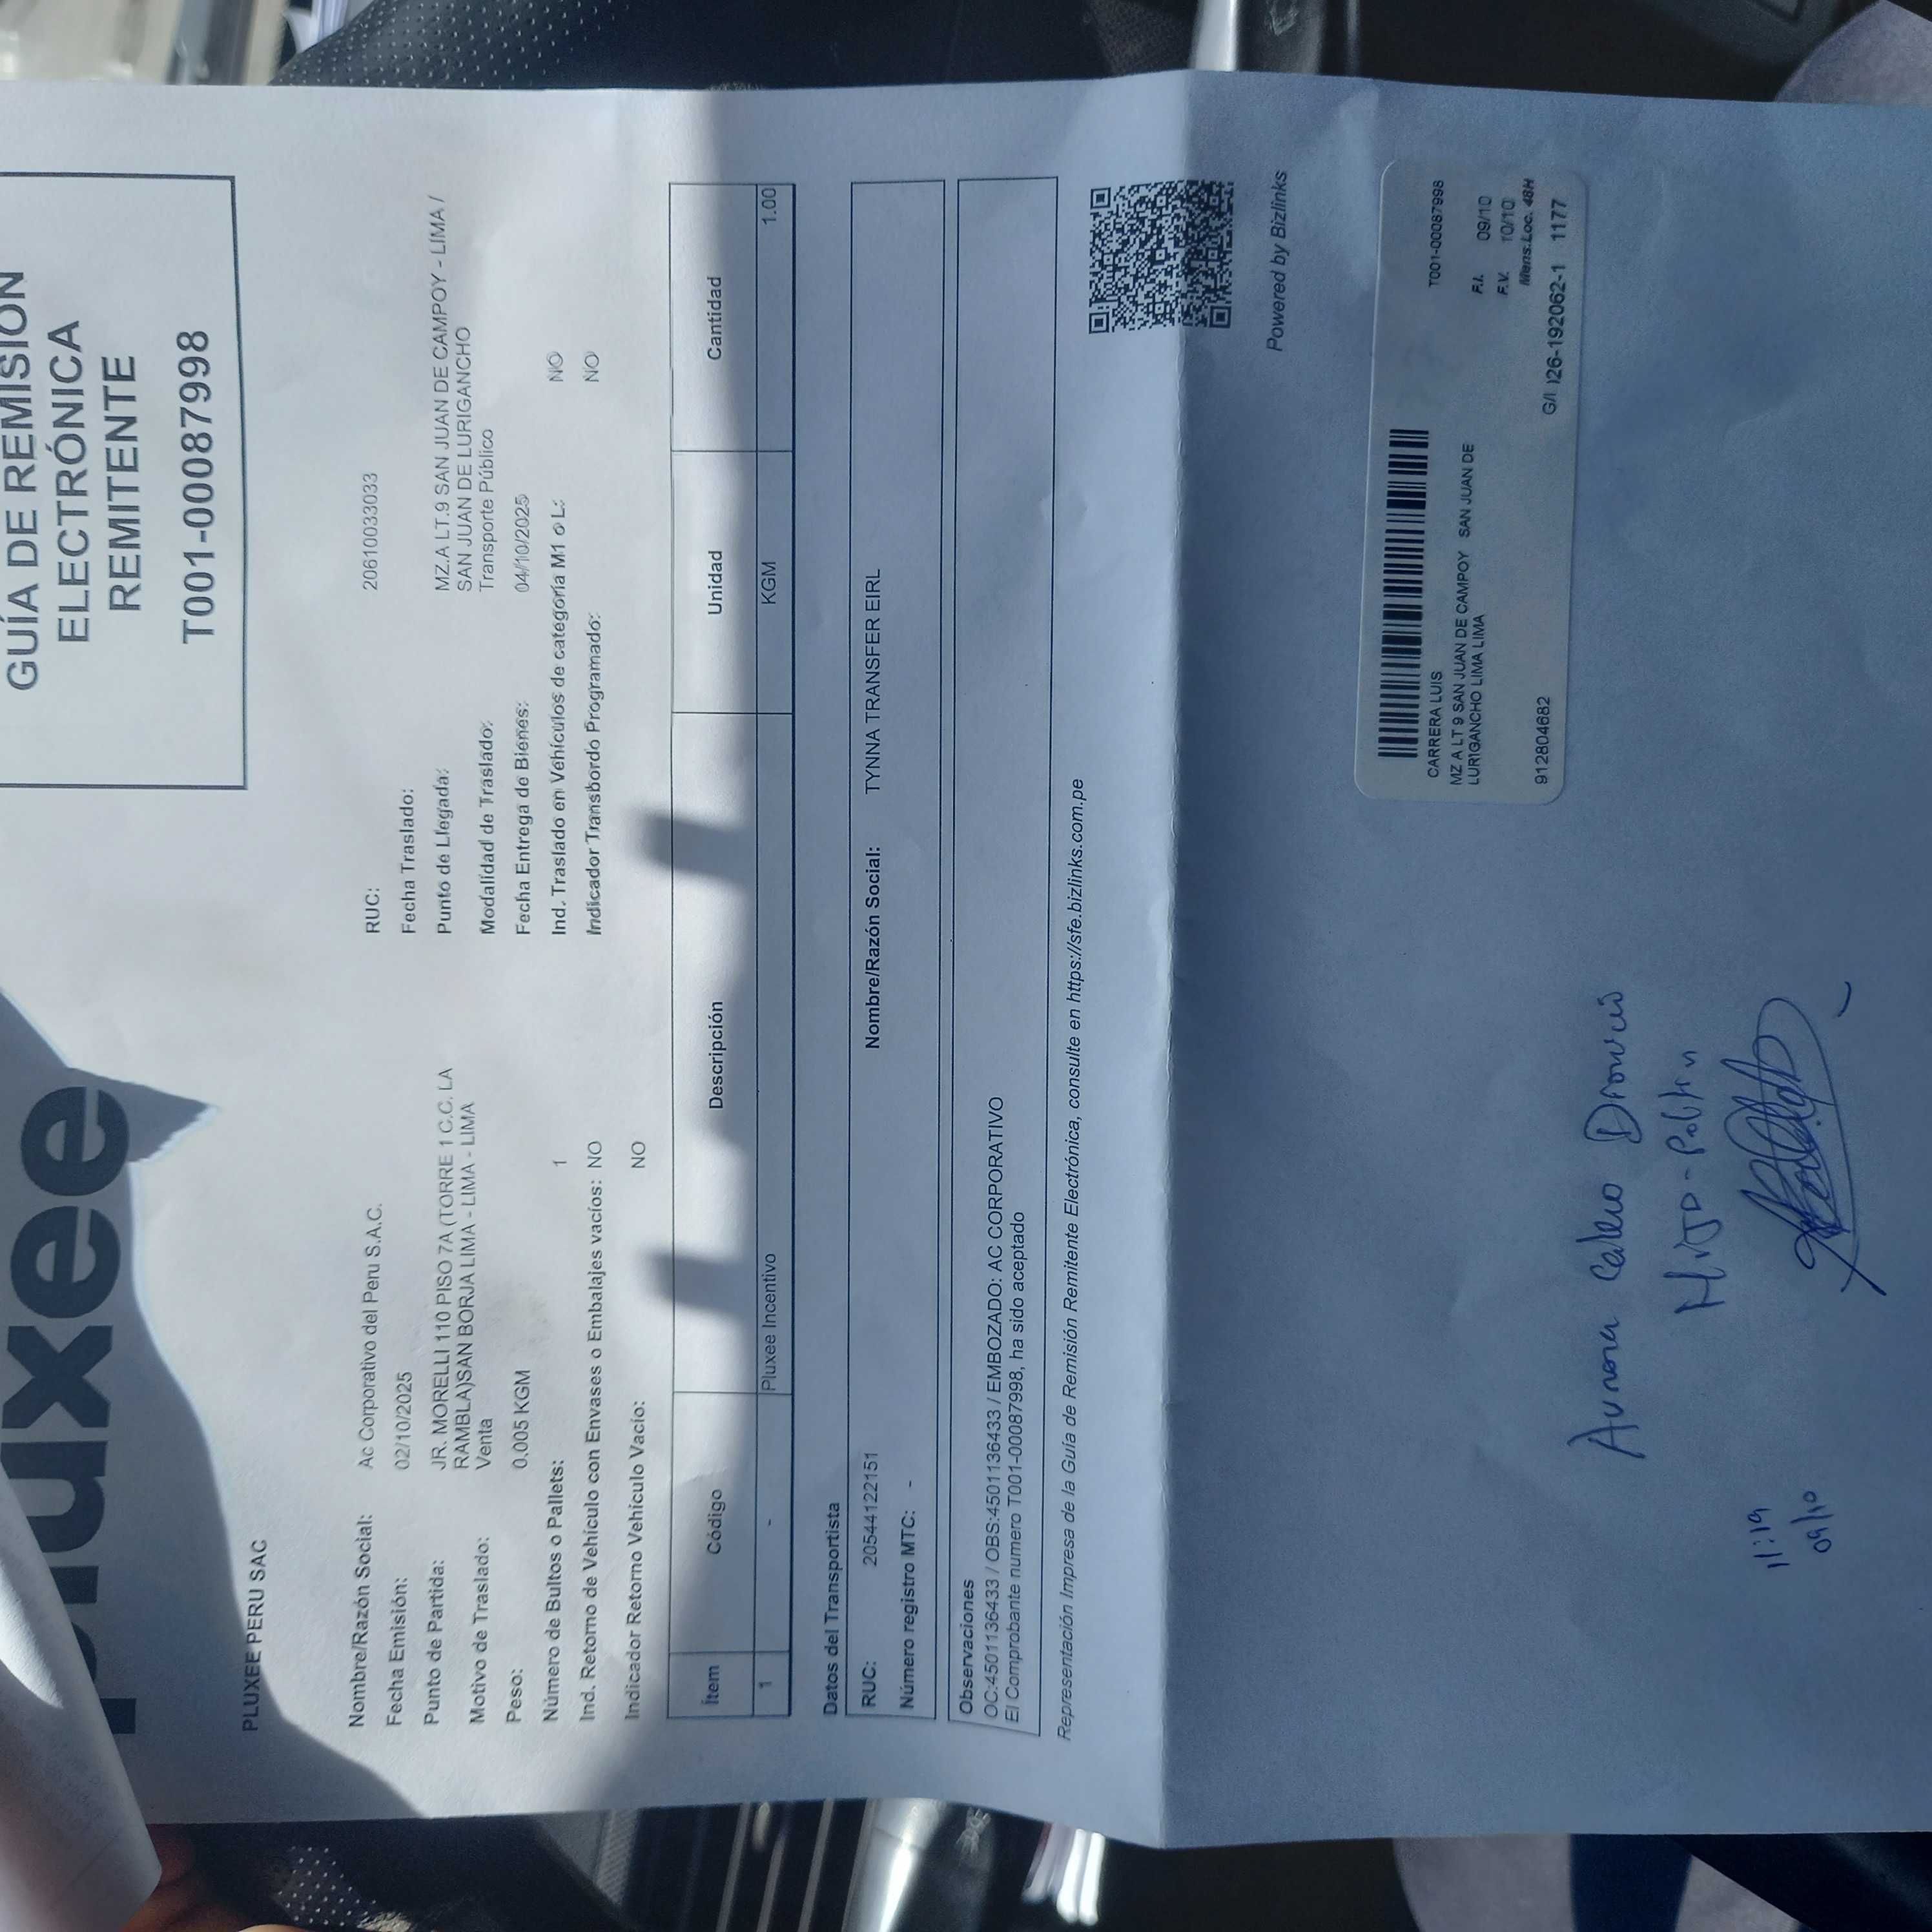 pluxee
GUÍA DE REMISIÓN
ELECTRÓNICA
REMITENTE
T001-00087998
PLUXEE PERU SAC
Nombre/Razón Social: Ac Corporativo del Peru S.A.C. RUC: 20610033033
Fecha Emisión: 02/10/2025 Fecha Traslado:
Punto de Partida: JR. MORELLI 110 PISO 7A (TORRE 1 C.C. LA Punto de Llegada: MZ.A LT.9 SAN JUAN DE CAMPOY - LIMA /
RAMBLA)SAN BORJA LIMA - LIMA - LIMA SAN JUAN DE LURIGANCHO
Motivo de Traslado: Venta Modalidad de Traslado: Transporte Público
Peso: 0.005 KGM Fecha Entrega de Bienes: 04/10/2025
Número de Bultos o Pallets: 1 Ind. Traslado en Vehículos de categoría M1 o L: NO
Ind. Retorno de Vehículo con Envases o Embalajes vacíos: NO Indicador Transbordo Programado: NO
Indicador Retorno Vehículo Vacío: NO
Ítem Código Descripción Unidad Cantidad
1 - Pluxee Incentivo KGM 1.00
Datos del Transportista
RUC: 20544122151 Nombre/Razón Social: TYNNA TRANSFER EIRL
Número registro MTC: -
Observaciones
OC:4501136433 / OBS:4501136433 / EMBOZADO: AC CORPORATIVO
El Comprobante numero T001-00087998, ha sido aceptado
Representación Impresa de la Guía de Remisión Remitente Electrónica, consulte en https://sfe.bizlinks.com.pe
Powered by Bizlinks
T001-00087998
CARRERA LUIS
MZ A LT 9 SAN JUAN DE CAMPOY SAN JUAN DE
LURIGANCHO LIMA LIMA
F.I. 09/10
F.V. 10/10
Mens.Loc. 48H
912804682
G/I I26-192062-1 1177
11:19
09/10